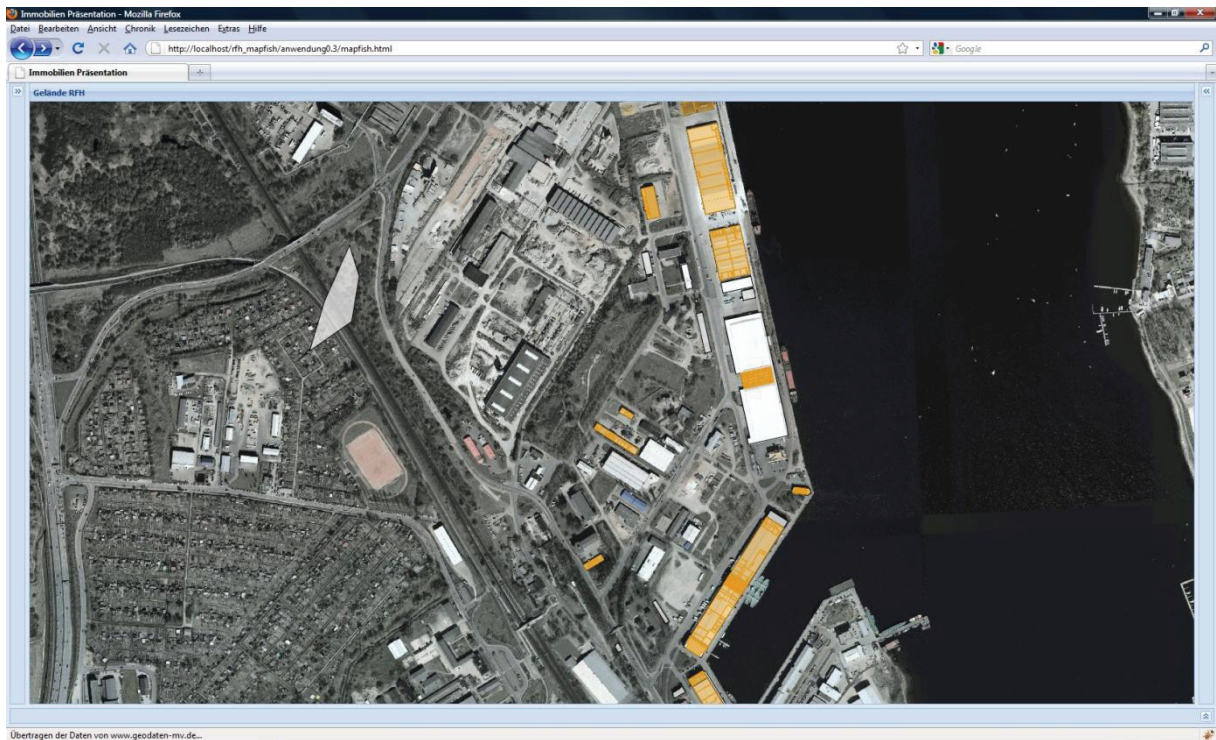 Immobilien Präsentation - Mozilla Firefox
Datei Bearbeiten Ansicht Chronik Lesezeichen Extras Hilfe
http://localhost/rfh_mapfish/anwendung0.3/mapfish.html
Google
Immobilien Präsentation
Gelände RFH
Übertragen der Daten von www.geodaten-mv.de...